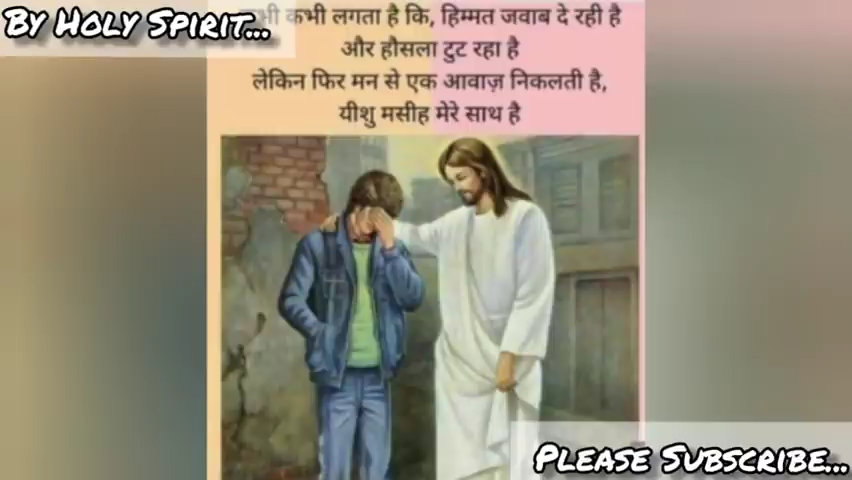 By Holy Spirit...
कभी लगता है कि, हिम्मत जवाब दे रही है
और हौसला टुट रहा है
लेकिन फिर मन से एक आवाज़ निकलती है,
यीशु मसीह मेरे साथ है
Please Subscribe...